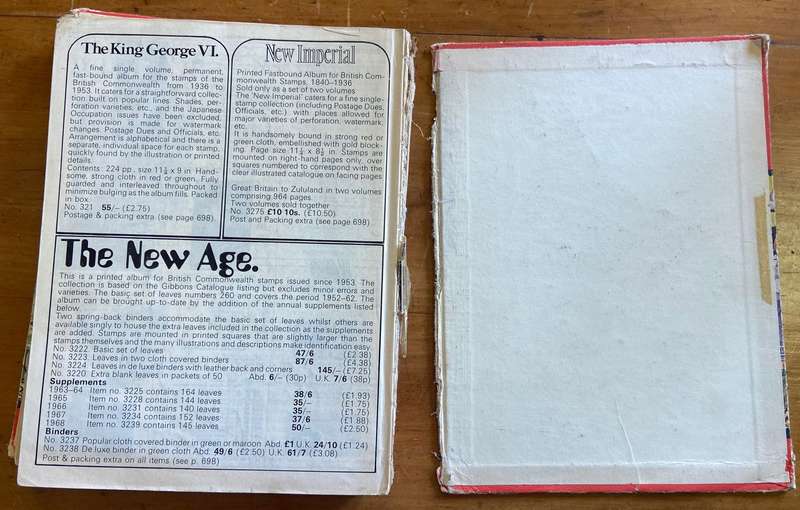 The King George VI.
A fine single volume, permanent,
fast-bound album for the stamps of the
British Commonwealth from 1936 to
1953. It caters for a straightforward collec-
tion built on popular lines. Shades, per-
foration varieties, etc., and the Japanese
Occupation issues have been excluded,
but provision is made for watermark
changes. Postage Dues and Officials, etc.
Arrangement is alphabetical and there is a
separate, individual space for each stamp,
quickly found by the illustration or printed
details.
Contents: 224 pp., size 11¼ x 9 in. Hand-
some, strong cloth in red or green. Fully
guarded and interleaved throughout to
minimize bulging as the album fills. Packed
in box.
No. 321 55/– (£2.75)
Postage & packing extra (see page 698).
New Imperial
Printed Fastbound Album for British Com-
monwealth Stamps, 1840–1936
Sold only as a set of two volumes
The 'New Imperial' caters for a fine single-
stamp collection (including Postage Dues,
Officials, etc.) with places allowed for
major varieties of perforation, watermark,
etc.
It is handsomely bound in strong red or
green cloth, embellished with gold block-
ing. Page size 11¼ x 8¾ in. Stamps are
mounted on right-hand pages only, over
squares numbered to correspond with the
clear illustrated catalogue on facing pages
Great Britain to Zululand in two volumes
comprising 964 pages.
Two volumes sold together
No. 3275 £10 10s. (£10.50)
Post and Packing extra (see page 698)
The New Age.
This is a printed album for British Commonwealth stamps issued since 1953. The
collection is based on the Gibbons Catalogue listing but excludes minor errors and
varieties. The basic set of leaves numbers 260 and covers the period 1952–62. The
album can be brought up-to-date by the addition of the annual supplements listed
below.
Two spring-back binders accommodate the basic set of leaves whilst others are
available singly to house the extra leaves included in the collection as the supplements
are added. Stamps are mounted in printed squares that are slightly larger than the
stamps themselves and the many illustrations and descriptions make identification easy.
No. 3222 Basic set of leaves 47/6 (£2.38)
No. 3223 Leaves in two cloth covered binders 87/6 (£4.38)
No. 3224 Leaves in de luxe binders with leather back and corners 145/– (£7.25)
No. 3220 Extra blank leaves in packets of 50 Abd. 6/– (30p) U.K. 7/6 (38p)
Supplements
1963–64 Item no. 3225 contains 164 leaves 38/6 (£1.93)
1965 Item no. 3228 contains 144 leaves 35/– (£1.75)
1966 Item no. 3231 contains 140 leaves 35/– (£1.75)
1967 Item no. 3234 contains 152 leaves 37/6 (£1.88)
1968 Item no. 3239 contains 145 leaves 50/– (£2.50)
Binders
No. 3237 Popular cloth covered binder in green or maroon Abd. £1 U.K. 24/10 (£1.24)
No. 3238 De luxe binder in green cloth Abd. 49/6 (£2.50) U.K. 61/7 (£3.08)
Post & packing extra on all items (see p. 698)